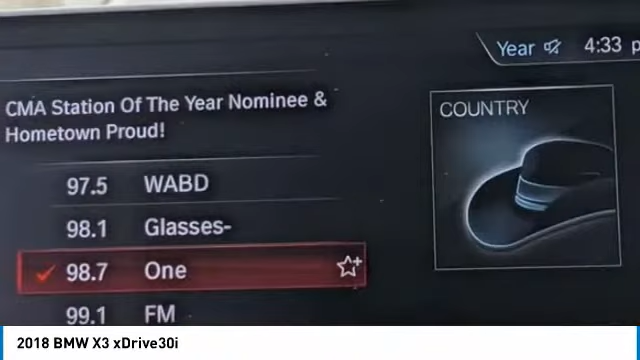 Year 4:33 p
CMA Station Of The Year Nominee &
Hometown Proud!
COUNTRY
97.5 WABD
98.1 Glasses-
98.7 One
99.1 FM
2018 BMW X3 xDrive30i